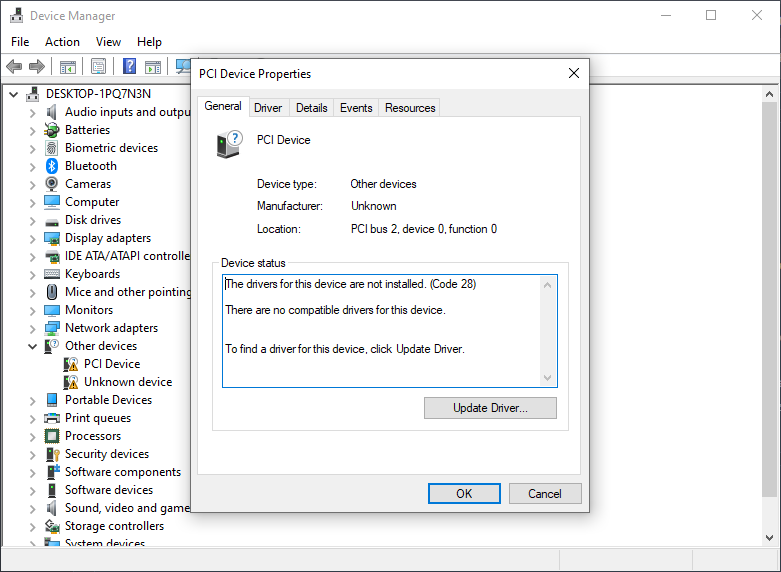 Device Manager
File Action View Help
PCI Device Properties
General Driver Details Events Resources
PCI Device
Device type: Other devices
Manufacturer: Unknown
Location: PCI bus 2, device 0, function 0
Device status
The drivers for this device are not installed. (Code 28)
There are no compatible drivers for this device.
To find a driver for this device, click Update Driver.
Update Driver...
OK Cancel
DESKTOP-1PQ7N3N
Audio inputs and outpu
Batteries
Biometric devices
Bluetooth
Cameras
Computer
Disk drives
Display adapters
IDE ATA/ATAPI controlle
Keyboards
Mice and other pointing
Monitors
Network adapters
Other devices
PCI Device
Unknown device
Portable Devices
Print queues
Processors
Security devices
Software components
Software devices
Sound, video and game
Storage controllers
System devices